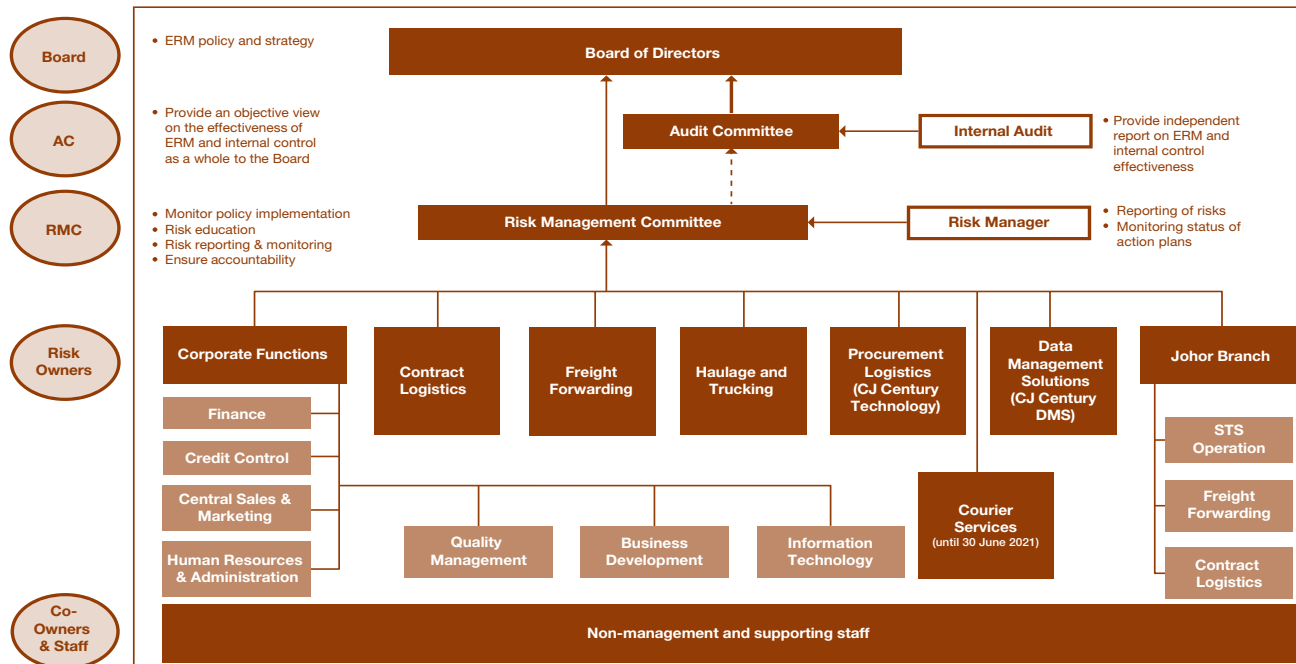 Board
• ERM policy and strategy
Board of Directors
AC
• Provide an objective view
on the effectiveness of
ERM and internal control
as a whole to the Board
Audit Committee
Internal Audit
• Provide independent
report on ERM and
internal control
effectiveness
RMC
• Monitor policy implementation
• Risk education
• Risk reporting & monitoring
• Ensure accountability
Risk Management Committee
Risk Manager
• Reporting of risks
• Monitoring status of
action plans
Risk
Owners
Corporate Functions
Contract
Logistics
Freight
Forwarding
Haulage and
Trucking
Procurement
Logistics
(CJ Century
Technology)
Data
Management
Solutions
(CJ Century
DMS)
Johor Branch
Finance
Credit Control
Central Sales &
Marketing
Human Resources
& Administration
Quality
Management
Business
Development
Information
Technology
Courier
Services
(until 30 June 2021)
STS
Operation
Freight
Forwarding
Contract
Logistics
Co-
Owners
& Staff
Non-management and supporting staff